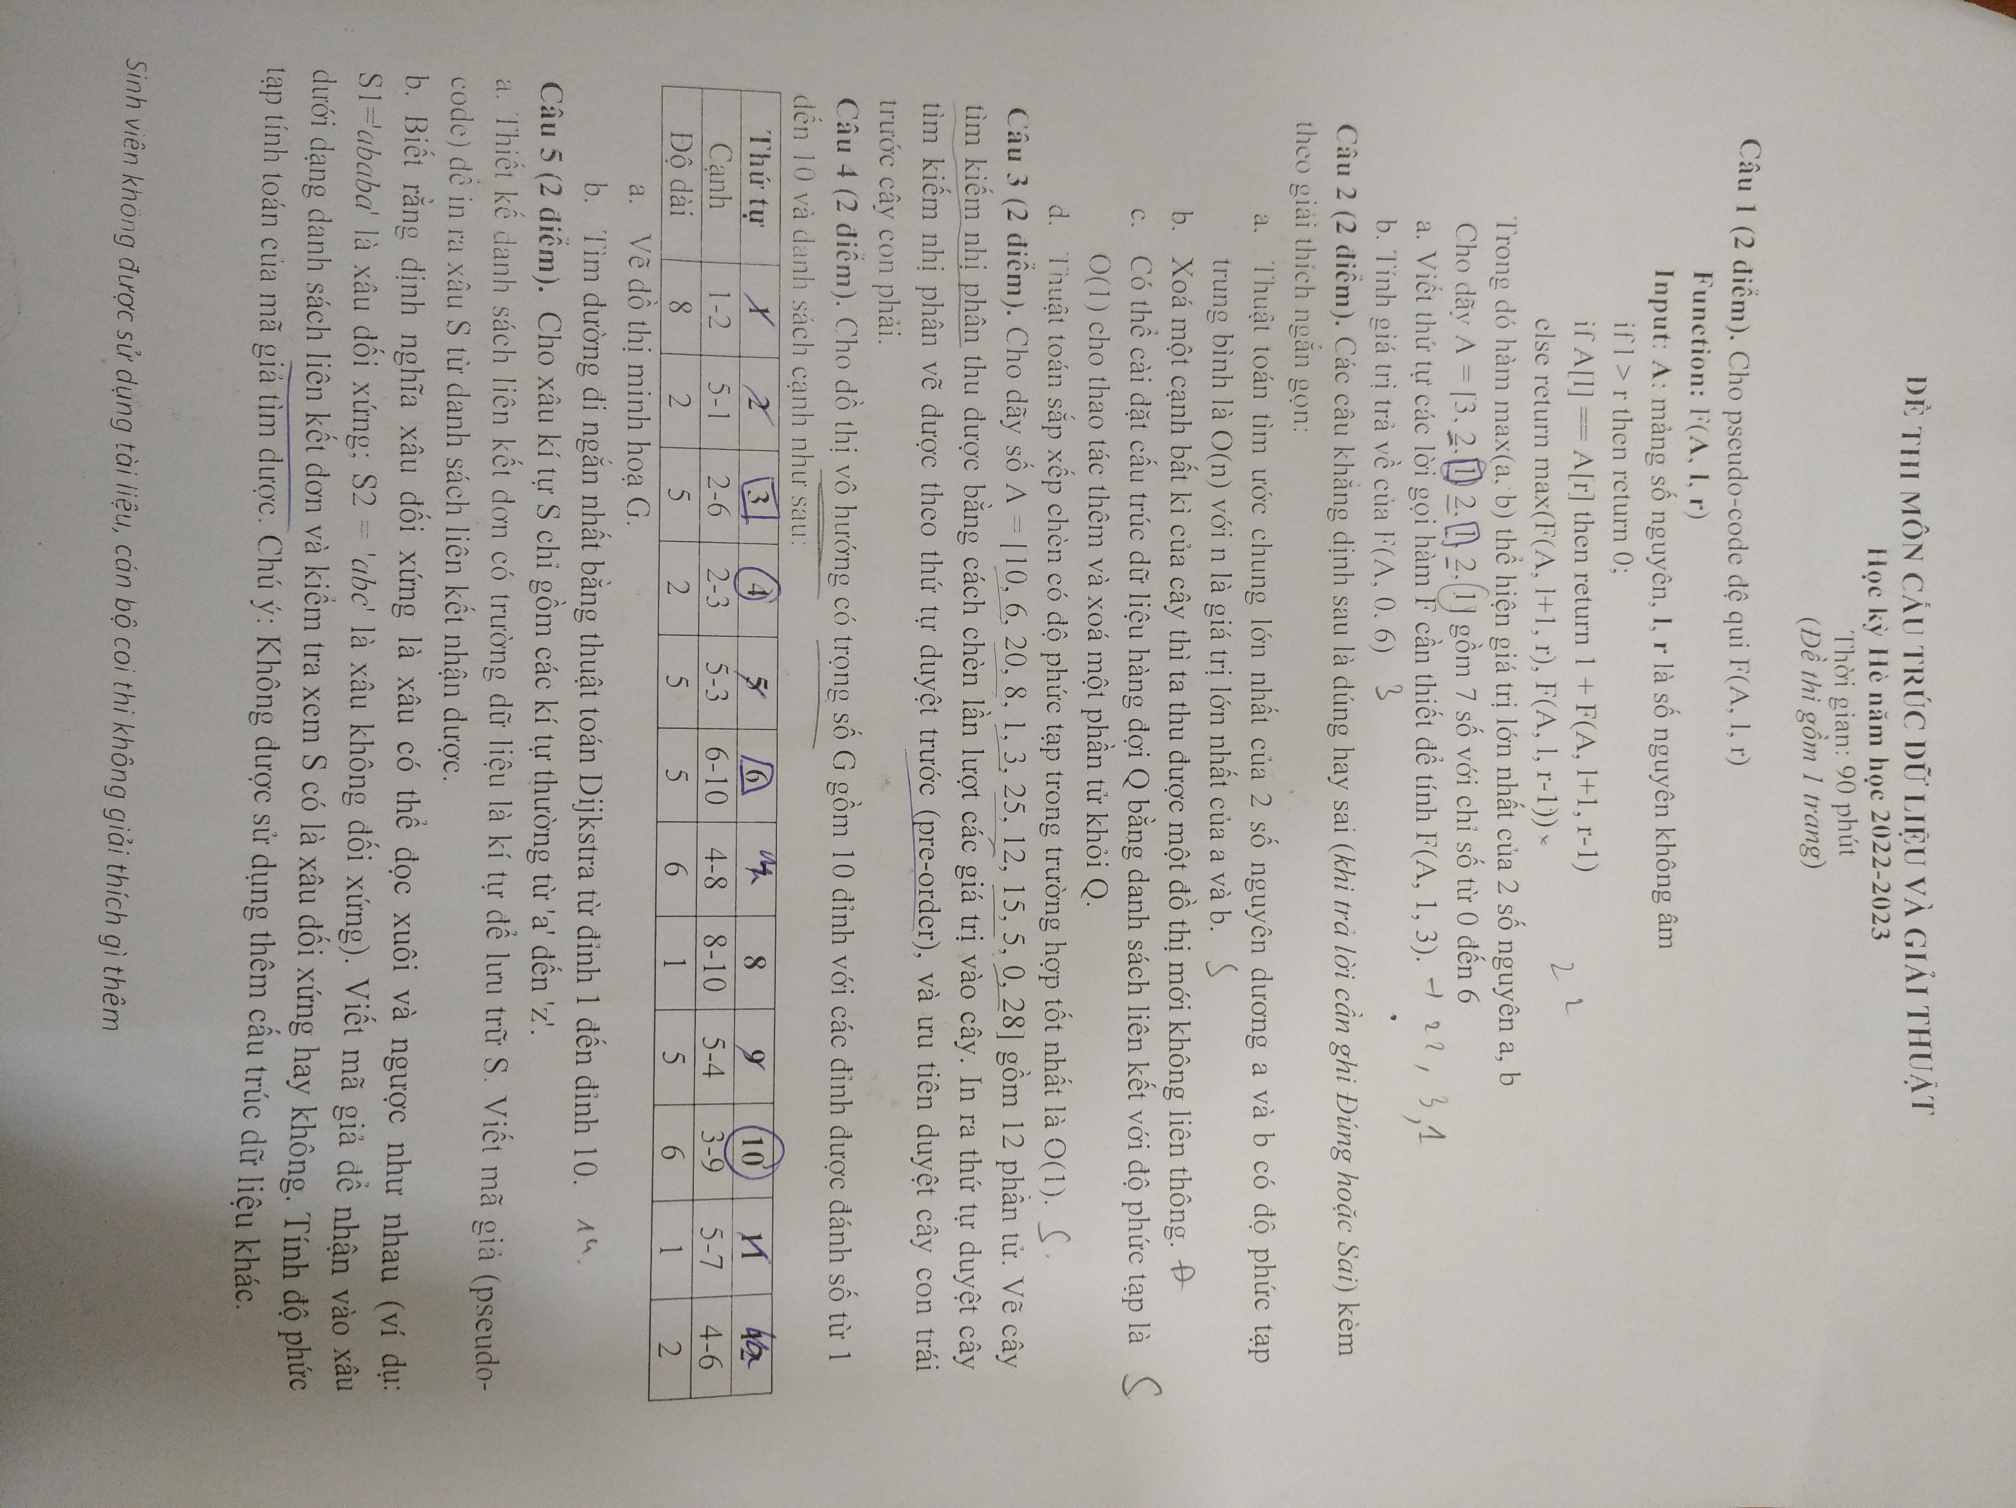 ĐỀ THI MÔN CẤU TRÚC DỮ LIỆU VÀ GIẢI THUẬT
Học kỳ Hè năm học 2022-2023
Thời gian: 90 phút
(Đề thi gồm 1 trang)
Câu 1 (2 điểm). Cho pseudo-code đệ qui F(A, l, r)
Function: F(A, l, r)
Input: A: mảng số nguyên, l, r là số nguyên không âm
if l > r then return 0;
if A[l] == A[r] then return 1 + F(A, l+1, r-1)
else return max(F(A, l+1, r), F(A, l, r-1))
2 2
Trong đó hàm max(a, b) thể hiện giá trị lớn nhất của 2 số nguyên a, b
Cho dãy A = [3, 2, 1, 2, 1, 2, 1] gồm 7 số với chỉ số từ 0 đến 6
a. Viết thứ tự các lời gọi hàm F cần thiết để tính F(A, 1, 3). → 22, 3,1
b. Tính giá trị trả về của F(A, 0. 6) 3
Câu 2 (2 điểm). Các câu khẳng định sau là đúng hay sai (khi trả lời cần ghi Đúng hoặc Sai) kèm
theo giải thích ngắn gọn:
a. Thuật toán tìm ước chung lớn nhất của 2 số nguyên dương a và b có độ phức tạp
trung bình là O(n) với n là giá trị lớn nhất của a và b. S
b. Xoá một cạnh bất kì của cây thì ta thu được một đồ thị mới không liên thông. Đ
c. Có thể cài đặt cấu trúc dữ liệu hàng đợi Q bằng danh sách liên kết với độ phức tạp là S
O(1) cho thao tác thêm và xoá một phần tử khỏi Q.
d. Thuật toán sắp xếp chèn có độ phức tạp trong trường hợp tốt nhất là O(1). S.
Câu 3 (2 điểm). Cho dãy số A = [10, 6, 20, 8, 1, 3, 25, 12, 15, 5, 0, 28] gồm 12 phần tử. Vẽ cây
tìm kiếm nhị phân thu được bằng cách chèn lần lượt các giá trị vào cây. In ra thứ tự duyệt cây
tìm kiếm nhị phân vẽ được theo thứ tự duyệt trước (pre-order), và ưu tiên duyệt cây con trái
trước cây con phải.
Câu 4 (2 điểm). Cho đồ thị vô hướng có trọng số G gồm 10 đỉnh với các đỉnh được đánh số từ 1
đến 10 và danh sách cạnh như sau:
Thứ tự 1 2 3 4 5 6 7 8 9 10 11 12
Cạnh 1-2 5-1 2-6 2-3 5-3 6-10 4-8 8-10 5-4 3-9 5-7 4-6
Độ dài 8 2 5 2 5 5 6 1 5 6 1 2
a. Vẽ đồ thị minh hoạ G.
b. Tìm đường đi ngắn nhất bằng thuật toán Dijkstra từ đỉnh 1 đến đỉnh 10. 14.
Câu 5 (2 điểm). Cho xâu kí tự S chỉ gồm các kí tự thường từ 'a' đến 'z'.
a. Thiết kế danh sách liên kết đơn có trường dữ liệu là kí tự để lưu trữ S. Viết mã giả (pseudo-
code) để in ra xâu S từ danh sách liên kết nhận được.
b. Biết rằng định nghĩa xâu đối xứng là xâu có thể đọc xuôi và ngược như nhau (ví dụ:
S1='ababa' là xâu đối xứng; S2 = 'abc' là xâu không đối xứng). Viết mã giả để nhận vào xâu
dưới dạng danh sách liên kết đơn và kiểm tra xem S có là xâu đối xứng hay không. Tính độ phức
tạp tính toán của mã giả tìm được. Chú ý: Không được sử dụng thêm cấu trúc dữ liệu khác.
Sinh viên không được sử dụng tài liệu, cán bộ coi thi không giải thích gì thêm